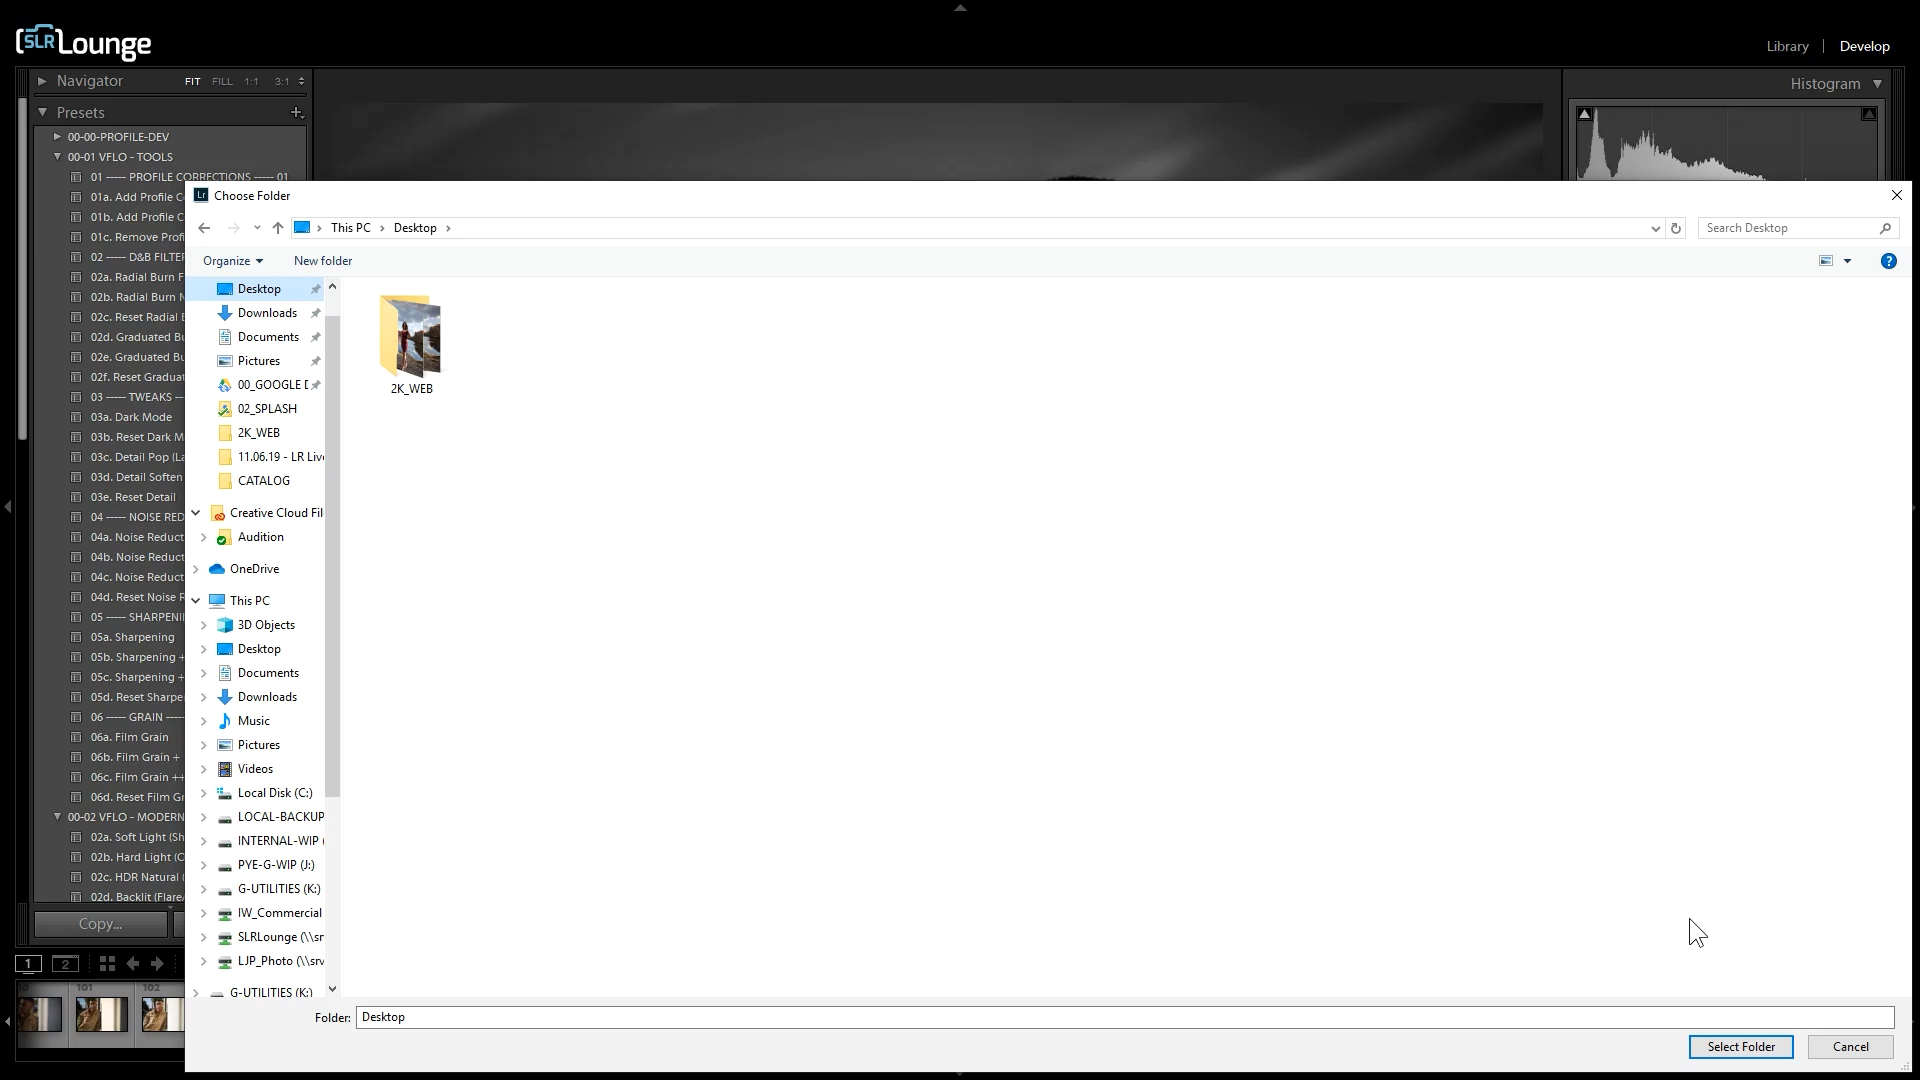 SLR Lounge
Library | Develop
Navigator FIT FILL 1:1 3:1
Histogram
Presets
00-00-PROFILE-DEV
00-01 VFLO - TOOLS
01 ----- PROFILE CORRECTIONS ----- 01
01a. Add Profile C
01b. Add Profile C
01c. Remove Profi
02 ----- D&B FILTER
02a. Radial Burn F
02b. Radial Burn N
02c. Reset Radial B
02d. Graduated Bu
02e. Graduated Bu
02f. Reset Graduat
03 ----- TWEAKS --
03a. Dark Mode
03b. Reset Dark M
03c. Detail Pop (La
03d. Detail Soften
03e. Reset Detail
04 ----- NOISE RED
04a. Noise Reduct
04b. Noise Reduct
04c. Noise Reduct
04d. Reset Noise R
05 ----- SHARPENI
05a. Sharpening
05b. Sharpening +
05c. Sharpening +
05d. Reset Sharpe
06 ----- GRAIN -----
06a. Film Grain
06b. Film Grain +
06c. Film Grain ++
06d. Reset Film Gr
00-02 VFLO - MODERN
02a. Soft Light (Sh
02b. Hard Light (C
02c. HDR Natural (
02d. Backlit (Flare/
Copy...
1 2
101 102
Lr Choose Folder
This PC > Desktop >
Search Desktop
Organize New folder
Desktop
Downloads
Documents
Pictures
00_GOOGLE D
02_SPLASH
2K_WEB
11.06.19 - LR Live
CATALOG
Creative Cloud Fil
Audition
OneDrive
This PC
3D Objects
Desktop
Documents
Downloads
Music
Pictures
Videos
Local Disk (C:)
LOCAL-BACKUP
INTERNAL-WIP (
PYE-G-WIP (J:)
G-UTILITIES (K:)
IW_Commercial
SLRLounge (\\sr
LJP_Photo (\\srv
G-UTILITIES (K:)
2K_WEB
Folder: Desktop
Select Folder Cancel